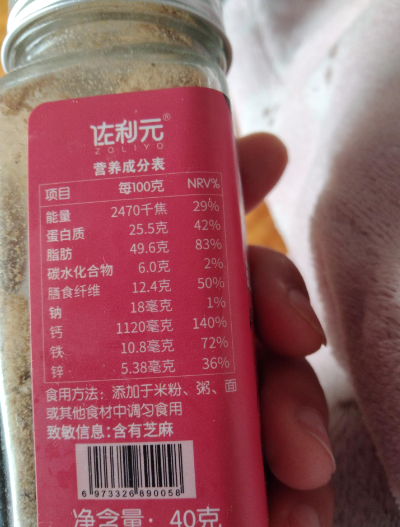 佐利元®
ZOLIYO
营养成分表
项目 每100克 NRV%
能量 2470千焦 29%
蛋白质 25.5克 42%
脂肪 49.6克 83%
碳水化合物 6.0克 2%
膳食纤维 12.4克 50%
钠 18毫克 1%
钙 1120毫克 140%
铁 10.8毫克 72%
锌 5.38毫克 36%
食用方法：添加于米粉、粥、面
或其他食材中调匀食用
致敏信息：含有芝麻
6 973326 890058
净含量：40克